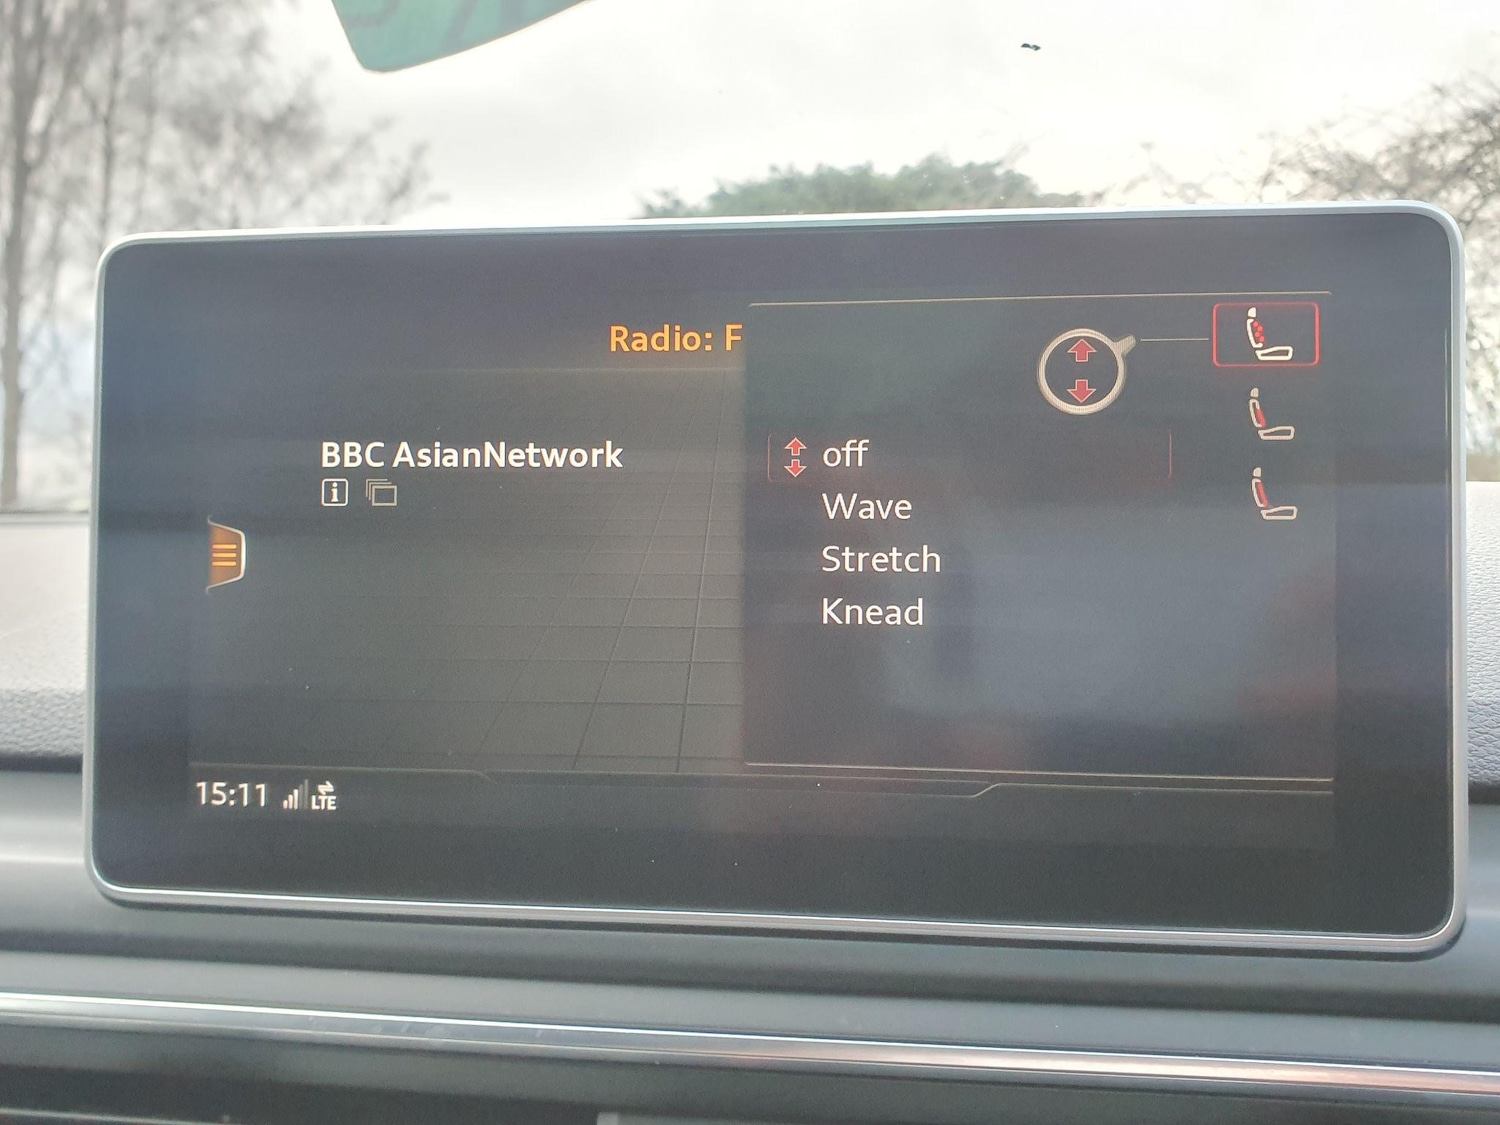 Radio: F
BBC AsianNetwork
off
Wave
Stretch
Knead
15:11 LTE